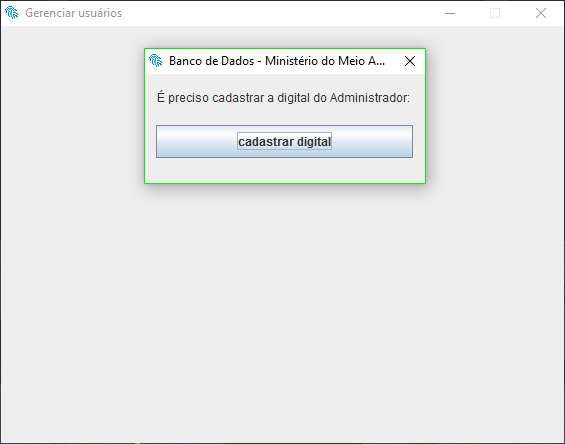 Gerenciar usuários
Banco de Dados - Ministério do Meio A...
É preciso cadastrar a digital do Administrador:
cadastrar digital